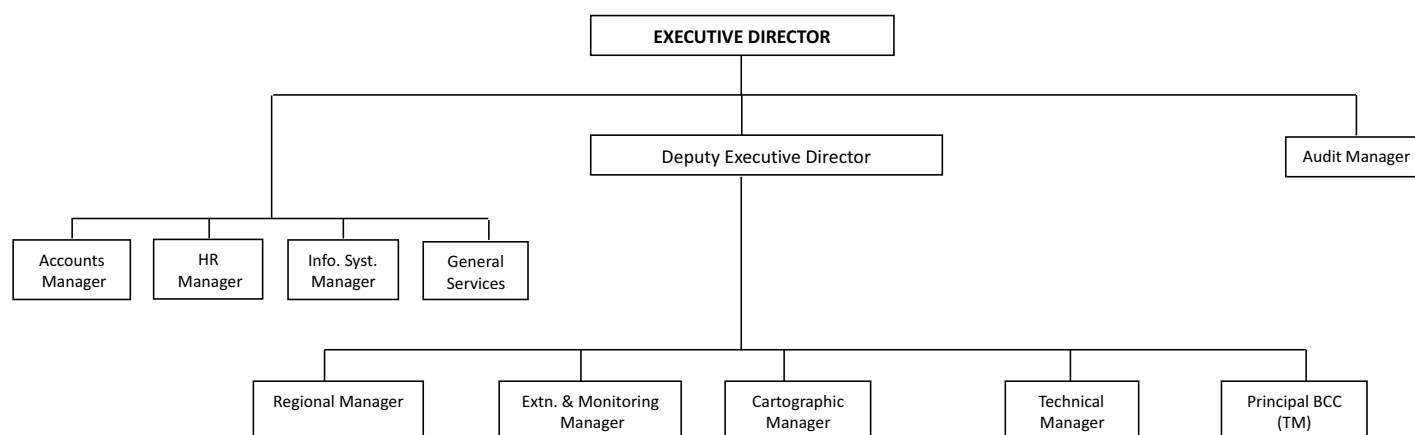 EXECUTIVE DIRECTOR
Deputy Executive Director
Audit Manager
Accounts
Manager
HR
Manager
Info. Syst.
Manager
General
Services
Regional Manager
Extn. & Monitoring
Manager
Cartographic
Manager
Technical
Manager
Principal BCC
(TM)